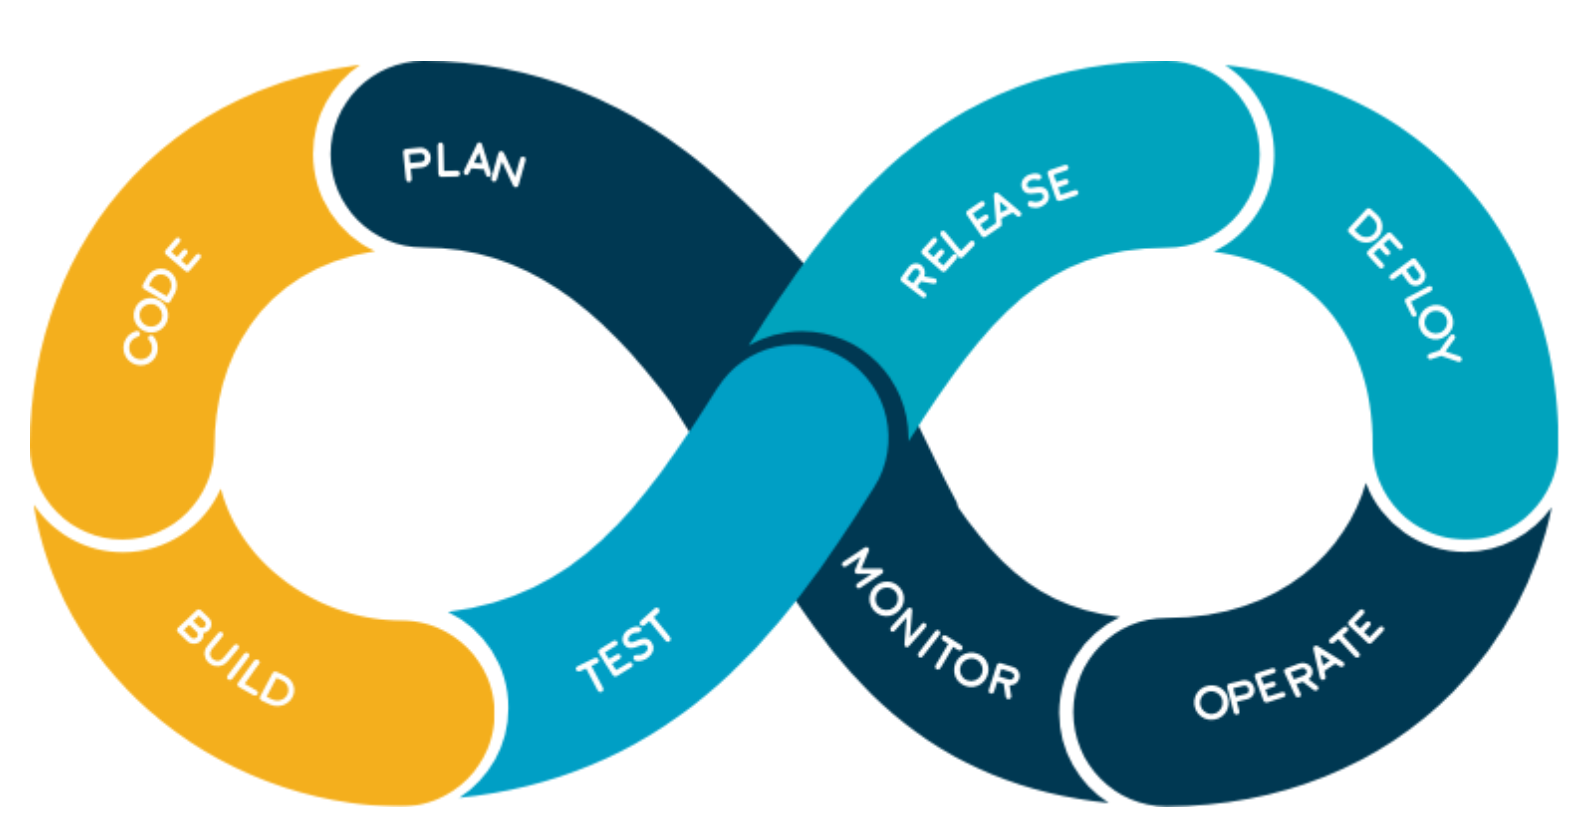 PLAN
CODE
BUILD
TEST
RELEASE
DEPLOY
OPERATE
MONITOR